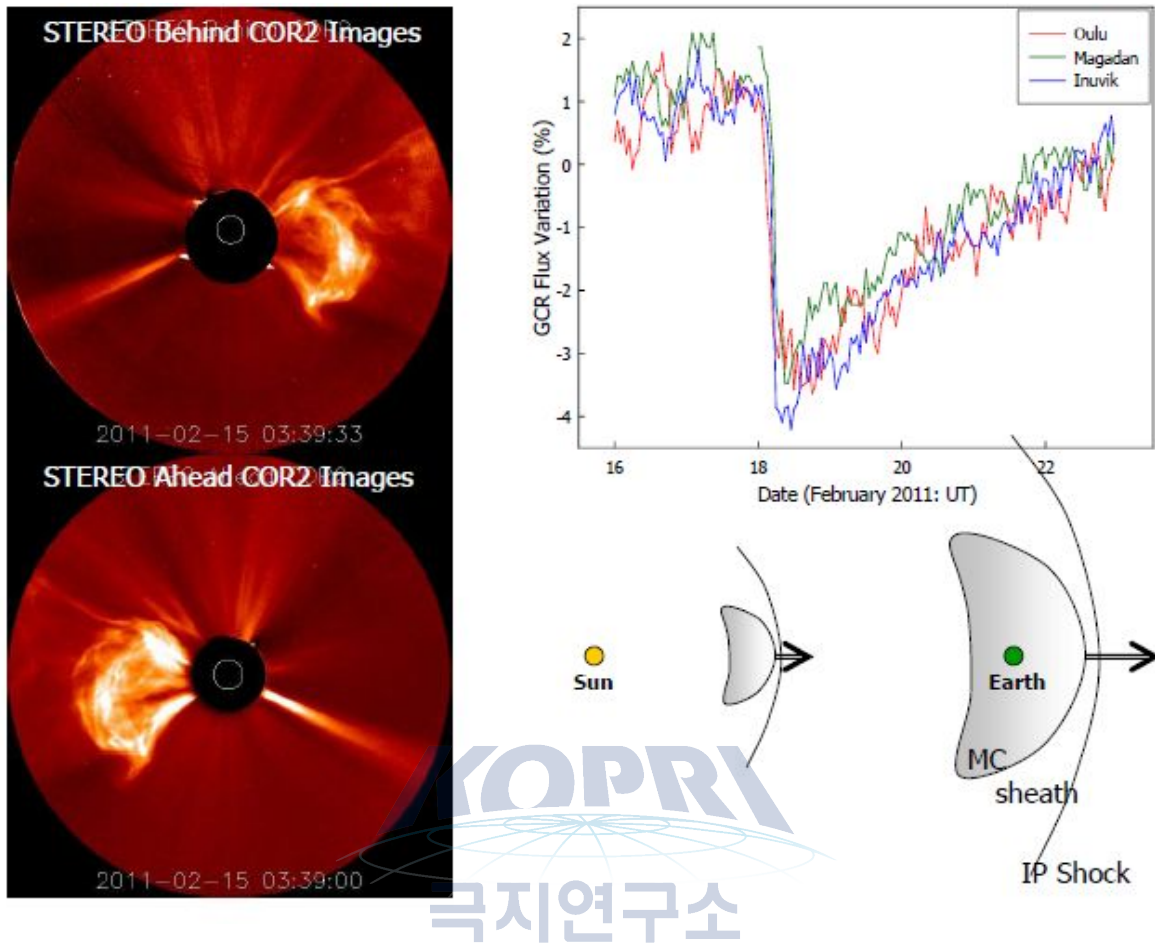 STEREO Behind COR2 Images
2011-02-15 03:39:33
STEREO Ahead COR2 Images
2011-02-15 03:39:00
GCR Flux Variation (%)
2
1
0
-1
-2
-3
-4
Oulu
Magadan
Inuvik
16
18
20
22
Date (February 2011: UT)
Sun
Earth
MC
sheath
IP Shock
KOPRI
극지연구소